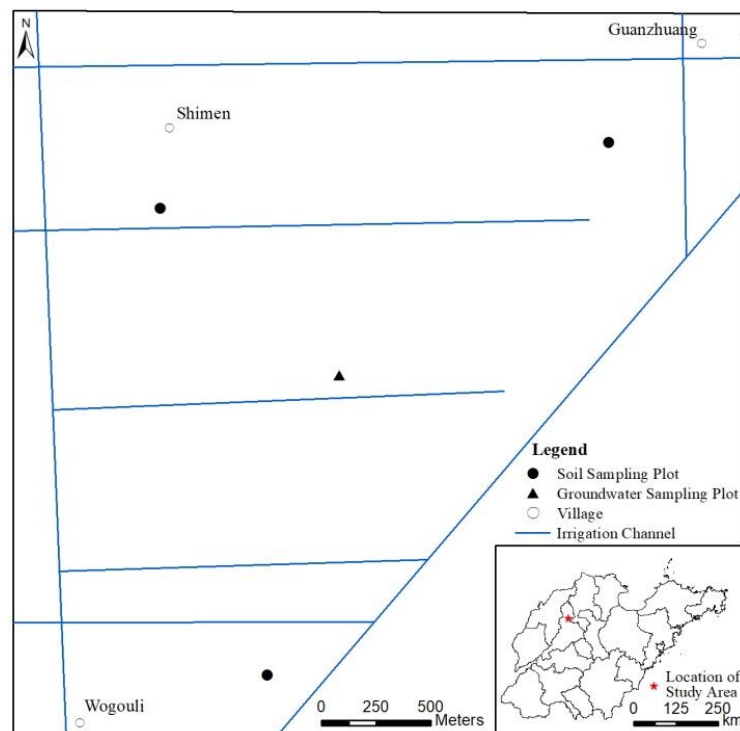 N
Guanzhuang
Shimen
Legend
Soil Sampling Plot
Groundwater Sampling Plot
Village
Irrigation Channel
Wogouli
0 250 500
Meters
Location of
Study Area
0 125 250
km